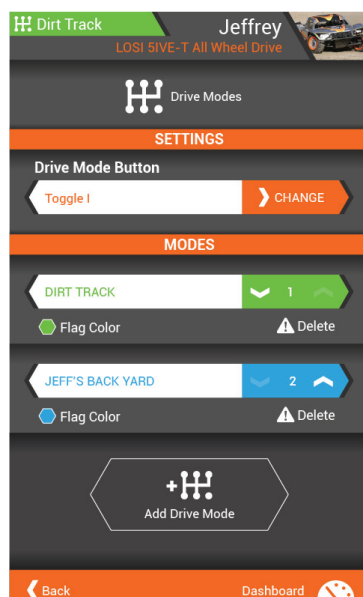 Dirt Track
Jeffrey
LOSI 5IVE-T All Wheel Drive
Drive Modes
SETTINGS
Drive Mode Button
Toggle I
CHANGE
MODES
DIRT TRACK
1
Flag Color
Delete
JEFF'S BACK YARD
2
Flag Color
Delete
Add Drive Mode
Back
Dashboard